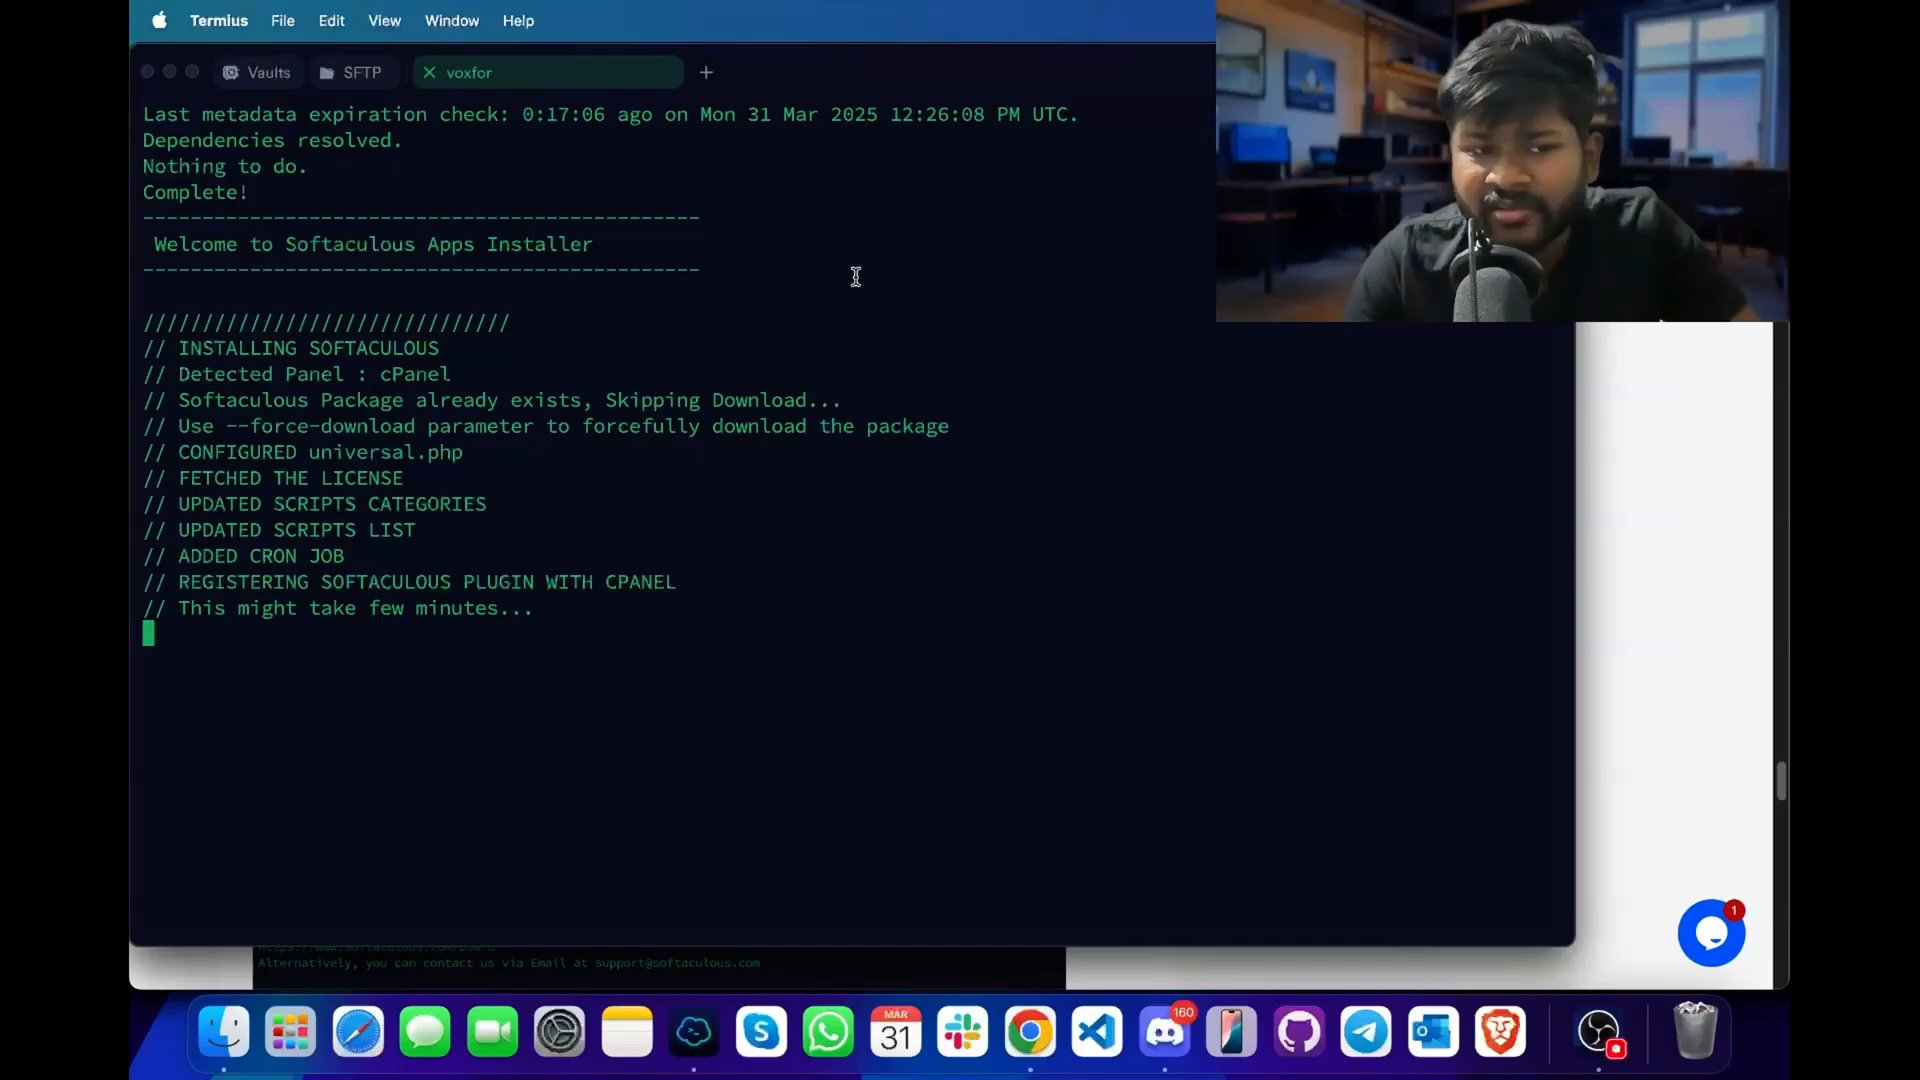 Termius File Edit View Window Help
Vaults SFTP voxfor
Last metadata expiration check: 0:17:06 ago on Mon 31 Mar 2025 12:26:08 PM UTC.
Dependencies resolved.
Nothing to do.
Complete!
-----------------------------------------------
Welcome to Softaculous Apps Installer
-----------------------------------------------
///////////////////////////////
// INSTALLING SOFTACULOUS
// Detected Panel : cPanel
// Softaculous Package already exists, Skipping Download...
// Use --force-download parameter to forcefully download the package
// CONFIGURED universal.php
// FETCHED THE LICENSE
// UPDATED SCRIPTS CATEGORIES
// UPDATED SCRIPTS LIST
// ADDED CRON JOB
// REGISTERING SOFTACULOUS PLUGIN WITH CPANEL
// This might take few minutes...
1
Alternatively, you can contact us via Email at support@softaculous.com
MAR
31
160